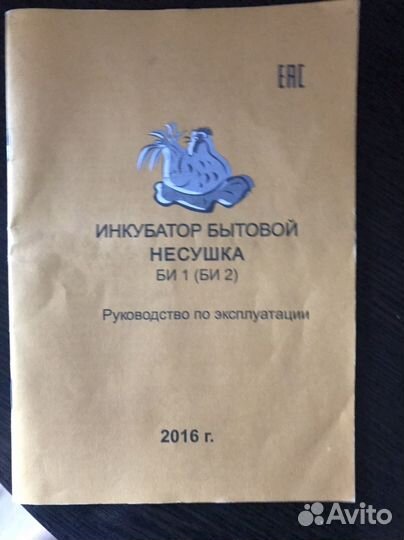 EAC
ИНКУБАТОР БЫТОВОЙ
НЕСУШКА
БИ 1 (БИ 2)
Руководство по эксплуатации
2016 г.
Avito